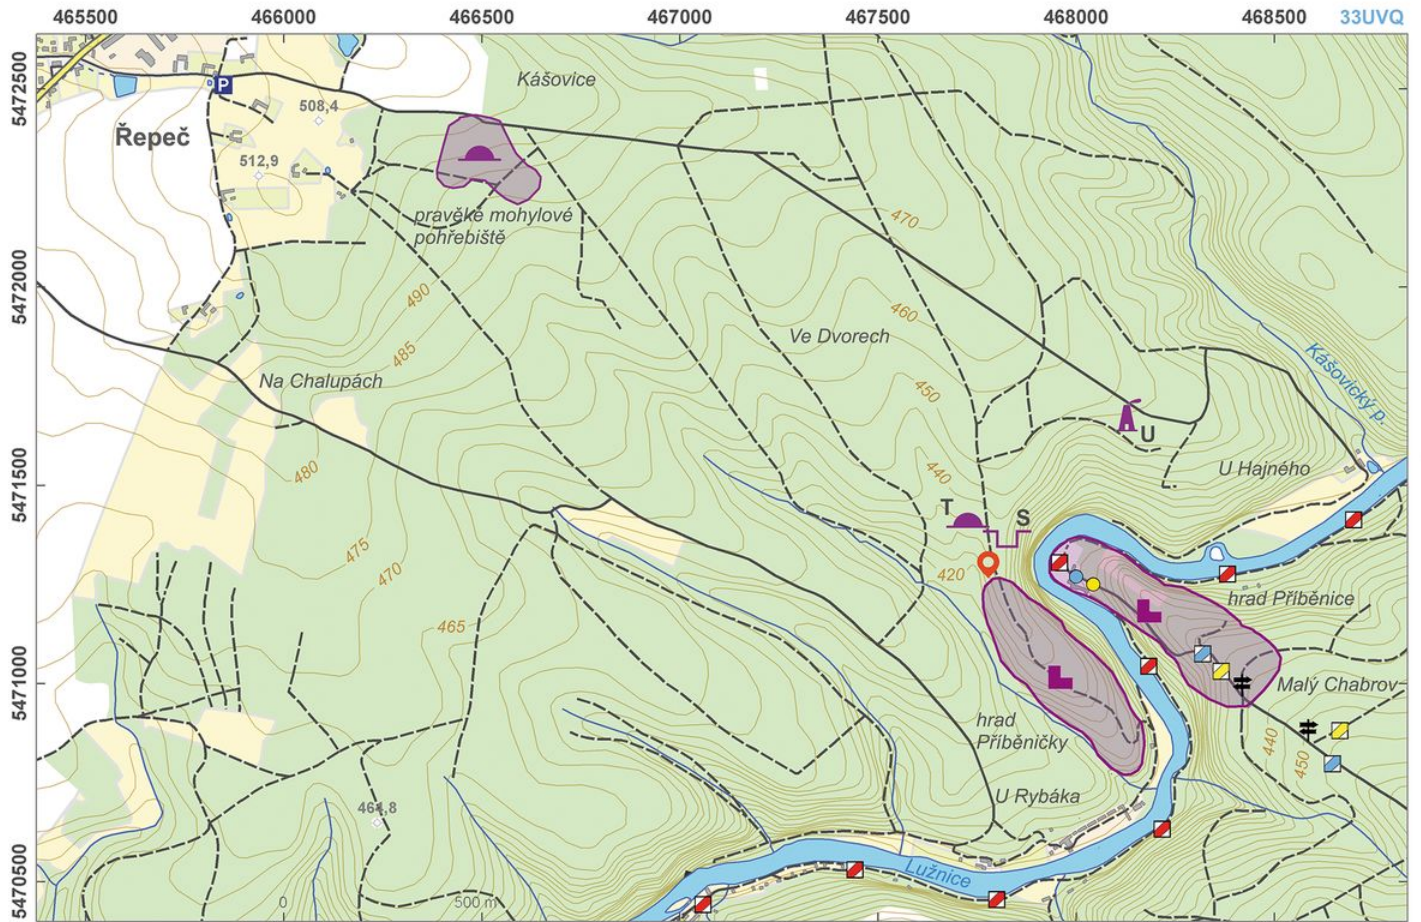 465500 466000 466500 467000 467500 468000 468500 33UVQ
5472500
5472000
5471500
5471000
5470500
P
Kášovice
508,4
Řepeč
512,9
pravěké mohylové
pohřebiště
470
490
460
Ve Dvorech
485
Kášovický p.
Na Chalupách
450
U
480
440
U Hajného
T
S
475
470
420
465
hrad Příběnice
Malý Chabrov
hrad
Příběničky
440
450
U Rybáka
464,8
Lužnice
0
500 m